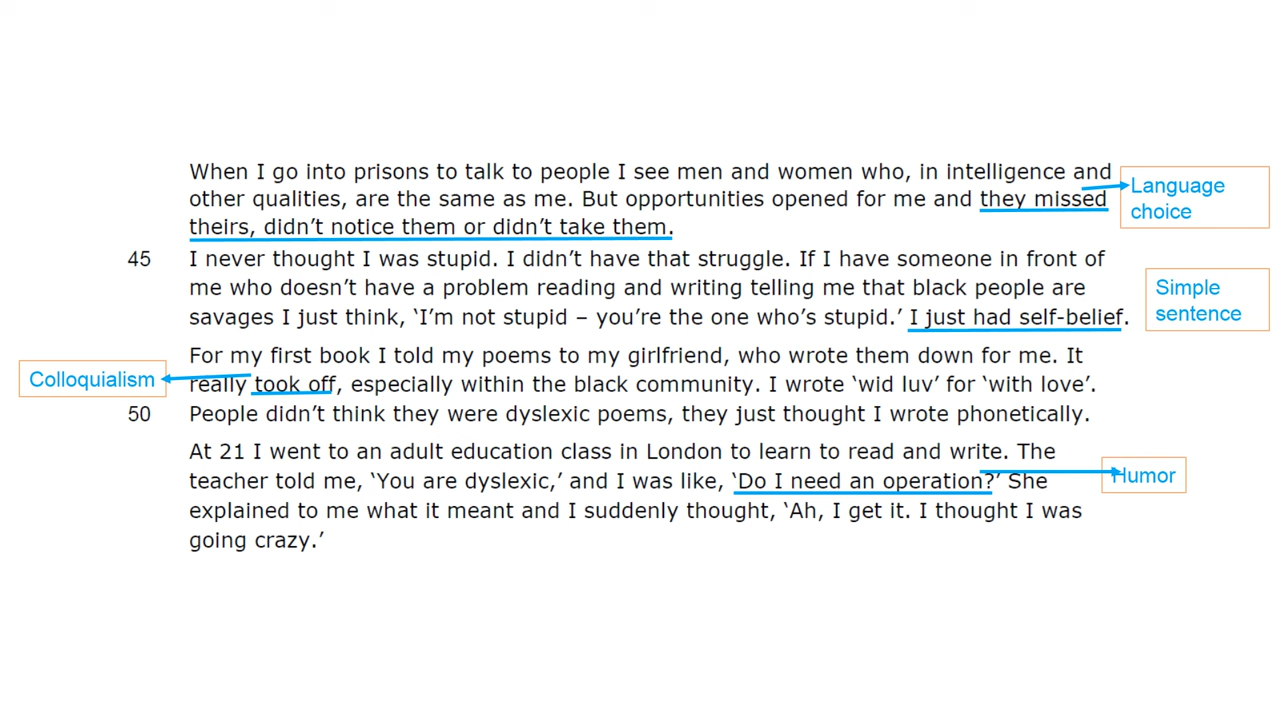 When I go into prisons to talk to people I see men and women who, in intelligence and
other qualities, are the same as me. But opportunities opened for me and they missed
theirs, didn’t notice them or didn’t take them.
Language
choice
45 I never thought I was stupid. I didn’t have that struggle. If I have someone in front of
me who doesn’t have a problem reading and writing telling me that black people are
savages I just think, ‘I’m not stupid – you’re the one who’s stupid.’ I just had self-belief.
Simple
sentence
For my first book I told my poems to my girlfriend, who wrote them down for me. It
really took off, especially within the black community. I wrote ‘wid luv’ for ‘with love’.
Colloquialism
50 People didn’t think they were dyslexic poems, they just thought I wrote phonetically.
At 21 I went to an adult education class in London to learn to read and write. The
teacher told me, ‘You are dyslexic,’ and I was like, ‘Do I need an operation?’ She
Humor
explained to me what it meant and I suddenly thought, ‘Ah, I get it. I thought I was
going crazy.’